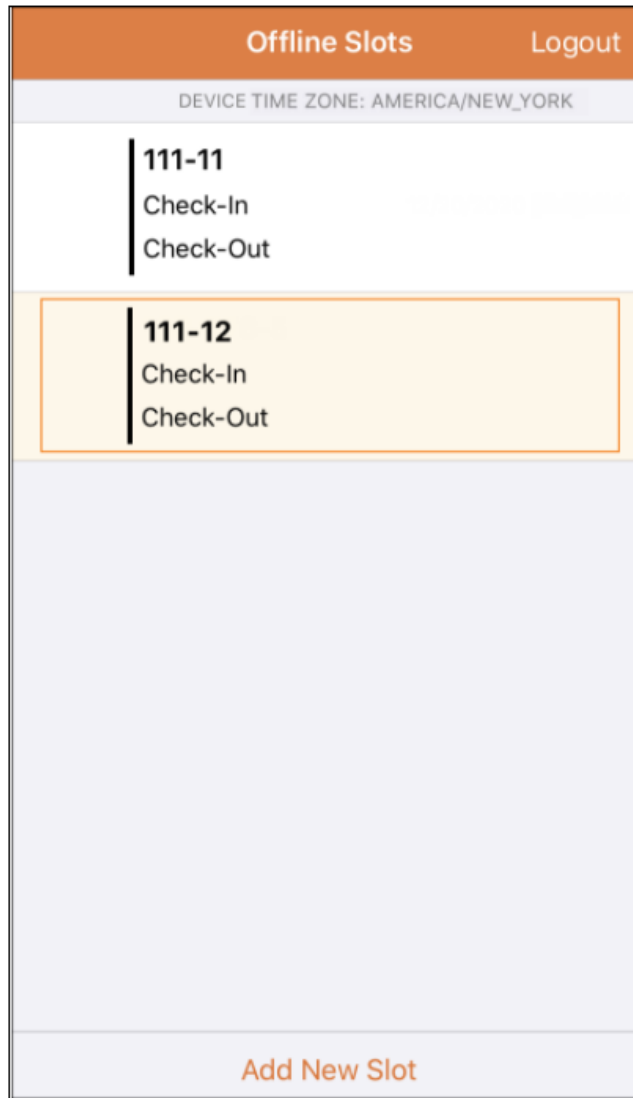 Offline Slots Logout
DEVICE TIME ZONE: AMERICA/NEW_YORK
111-11
Check-In
Check-Out
111-12
Check-In
Check-Out
Add New Slot